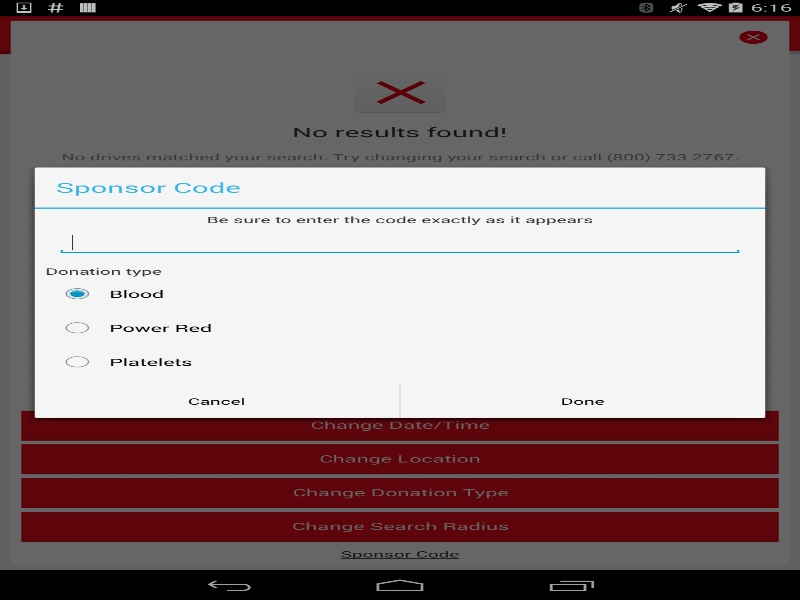 6:16
No results found!
No drives matched your search. Try changing your search or call (800) 733 2767.
Sponsor Code
Be sure to enter the code exactly as it appears
Donation type
Blood
Power Red
Platelets
Cancel
Done
Change Date/Time
Change Location
Change Donation Type
Change Search Radius
Sponsor Code